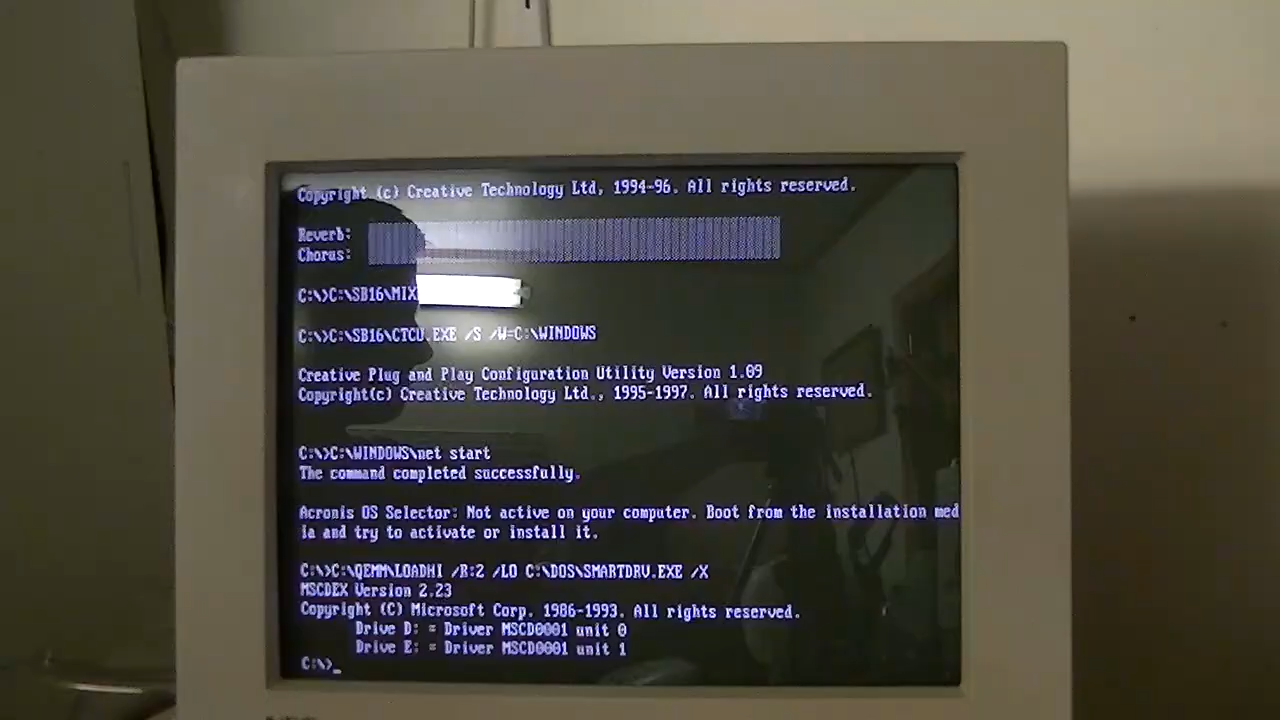 Copyright (c) Creative Technology Ltd, 1994-96. All rights reserved.
Reverb:
Chorus:
C:\>C:\SB16\MIX
C:\>C:\SB16\CTCU.EXE /S /W=C:\WINDOWS
Creative Plug and Play Configuration Utility Version 1.09
Copyright(c) Creative Technology Ltd., 1995-1997. All rights reserved.
C:\>C:\WINDOWS\net start
The command completed successfully.
Acronis OS Selector: Not active on your computer. Boot from the installation med
ia and try to activate or install it.
C:\>C:\QEMM\LOADHI /R:2 /LO C:\DOS\SMARTDRV.EXE /X
MSCDEX Version 2.23
Copyright (C) Microsoft Corp. 1986-1993. All rights reserved.
Drive D: = Driver MSCD0001 unit 0
Drive E: = Driver MSCD0001 unit 1
C:\>_